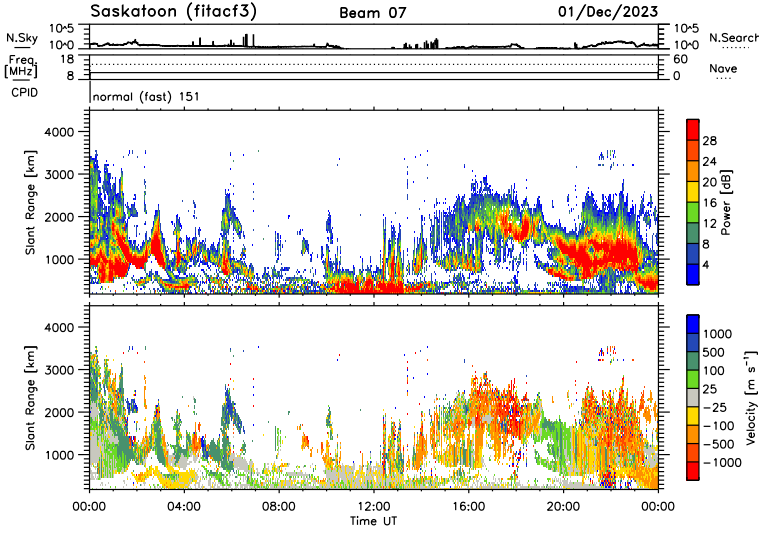 Saskatoon (fitacf3) Beam 07 01/Dec/2023
N.Sky 10^5 10^0 10^5 10^0 N.Search
Freq. [MHz] 18 8 60 0 Nave
CPID normal (fast) 151
Slant Range [km] 4000 3000 2000 1000
Power [dB] 28 24 20 16 12 8 4
Slant Range [km] 4000 3000 2000 1000
Velocity [m s^-1] 1000 500 100 25 -25 -100 -500 -1000
00:00 04:00 08:00 12:00 16:00 20:00 00:00
Time UT